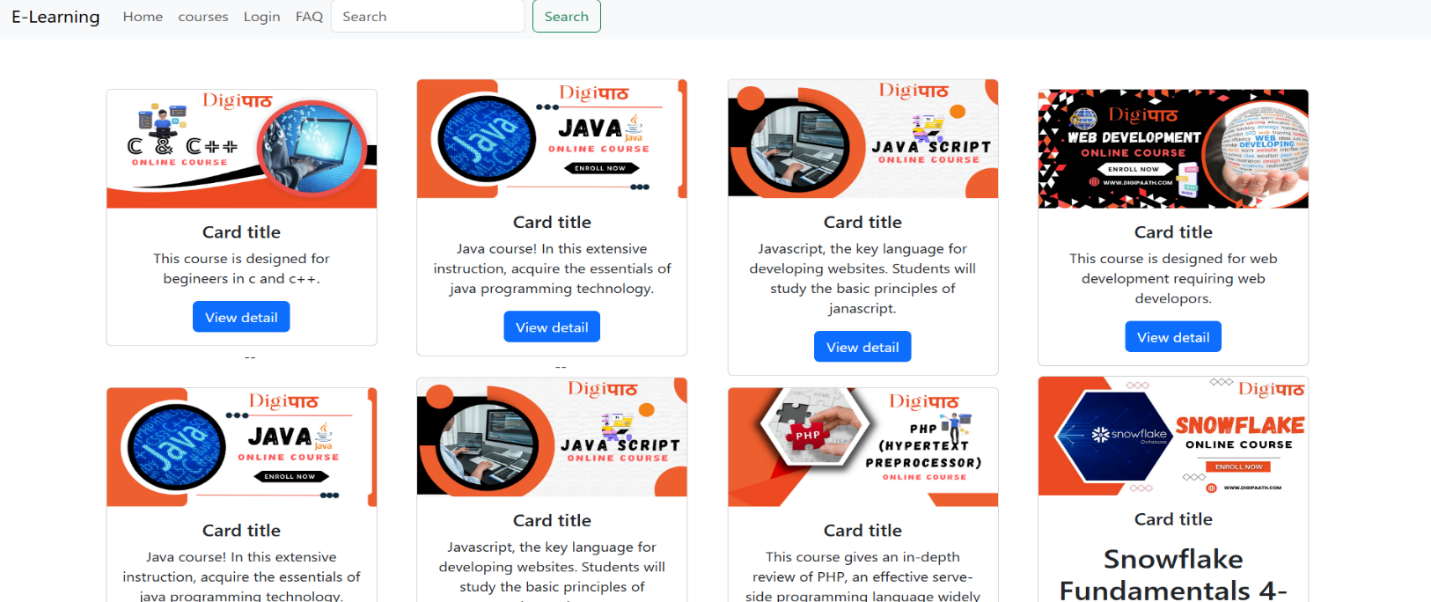 E-Learning Home courses Login FAQ Search Search
Digiपाठ
C & C++
ONLINE COURSE
Card title
This course is designed for
begineers in c and c++.
View detail
--
Digiपाठ
JAVA
Java
ONLINE COURSE
ENROLL NOW
Java
Card title
Java course! In this extensive
instruction, acquire the essentials of
java programming technology.
View detail
--
Digiपाठ
JAVA SCRIPT
ONLINE COURSE
Card title
Javascript, the key language for
developing websites. Students will
study the basic principles of
janascript.
View detail
Digiपाठ
WEB DEVELOPMENT
ONLINE COURSE
ENROLL NOW
WWW.DIGIPAATH.COM
WEB
DEVELOPING
Card title
This course is designed for web
development requiring web
developors.
View detail
Digiपाठ
JAVA
Java
ONLINE COURSE
ENROLL NOW
Java
Card title
Java course! In this extensive
instruction, acquire the essentials of
java programming technology.
Digiपाठ
JAVA SCRIPT
ONLINE COURSE
Card title
Javascript, the key language for
developing websites. Students will
study the basic principles of
Digiपाठ
PHP
PHP
(HYPERTEXT
PREPROCESSOR)
ONLINE COURSE
Card title
This course gives an in-depth
review of PHP, an effective serve-
side programming language widely
Digiपाठ
snowflake
Database
SNOWFLAKE
ONLINE COURSE
ENROLL NOW
WWW.DIGIPAATH.COM
Card title
Snowflake
Fundamentals 4-